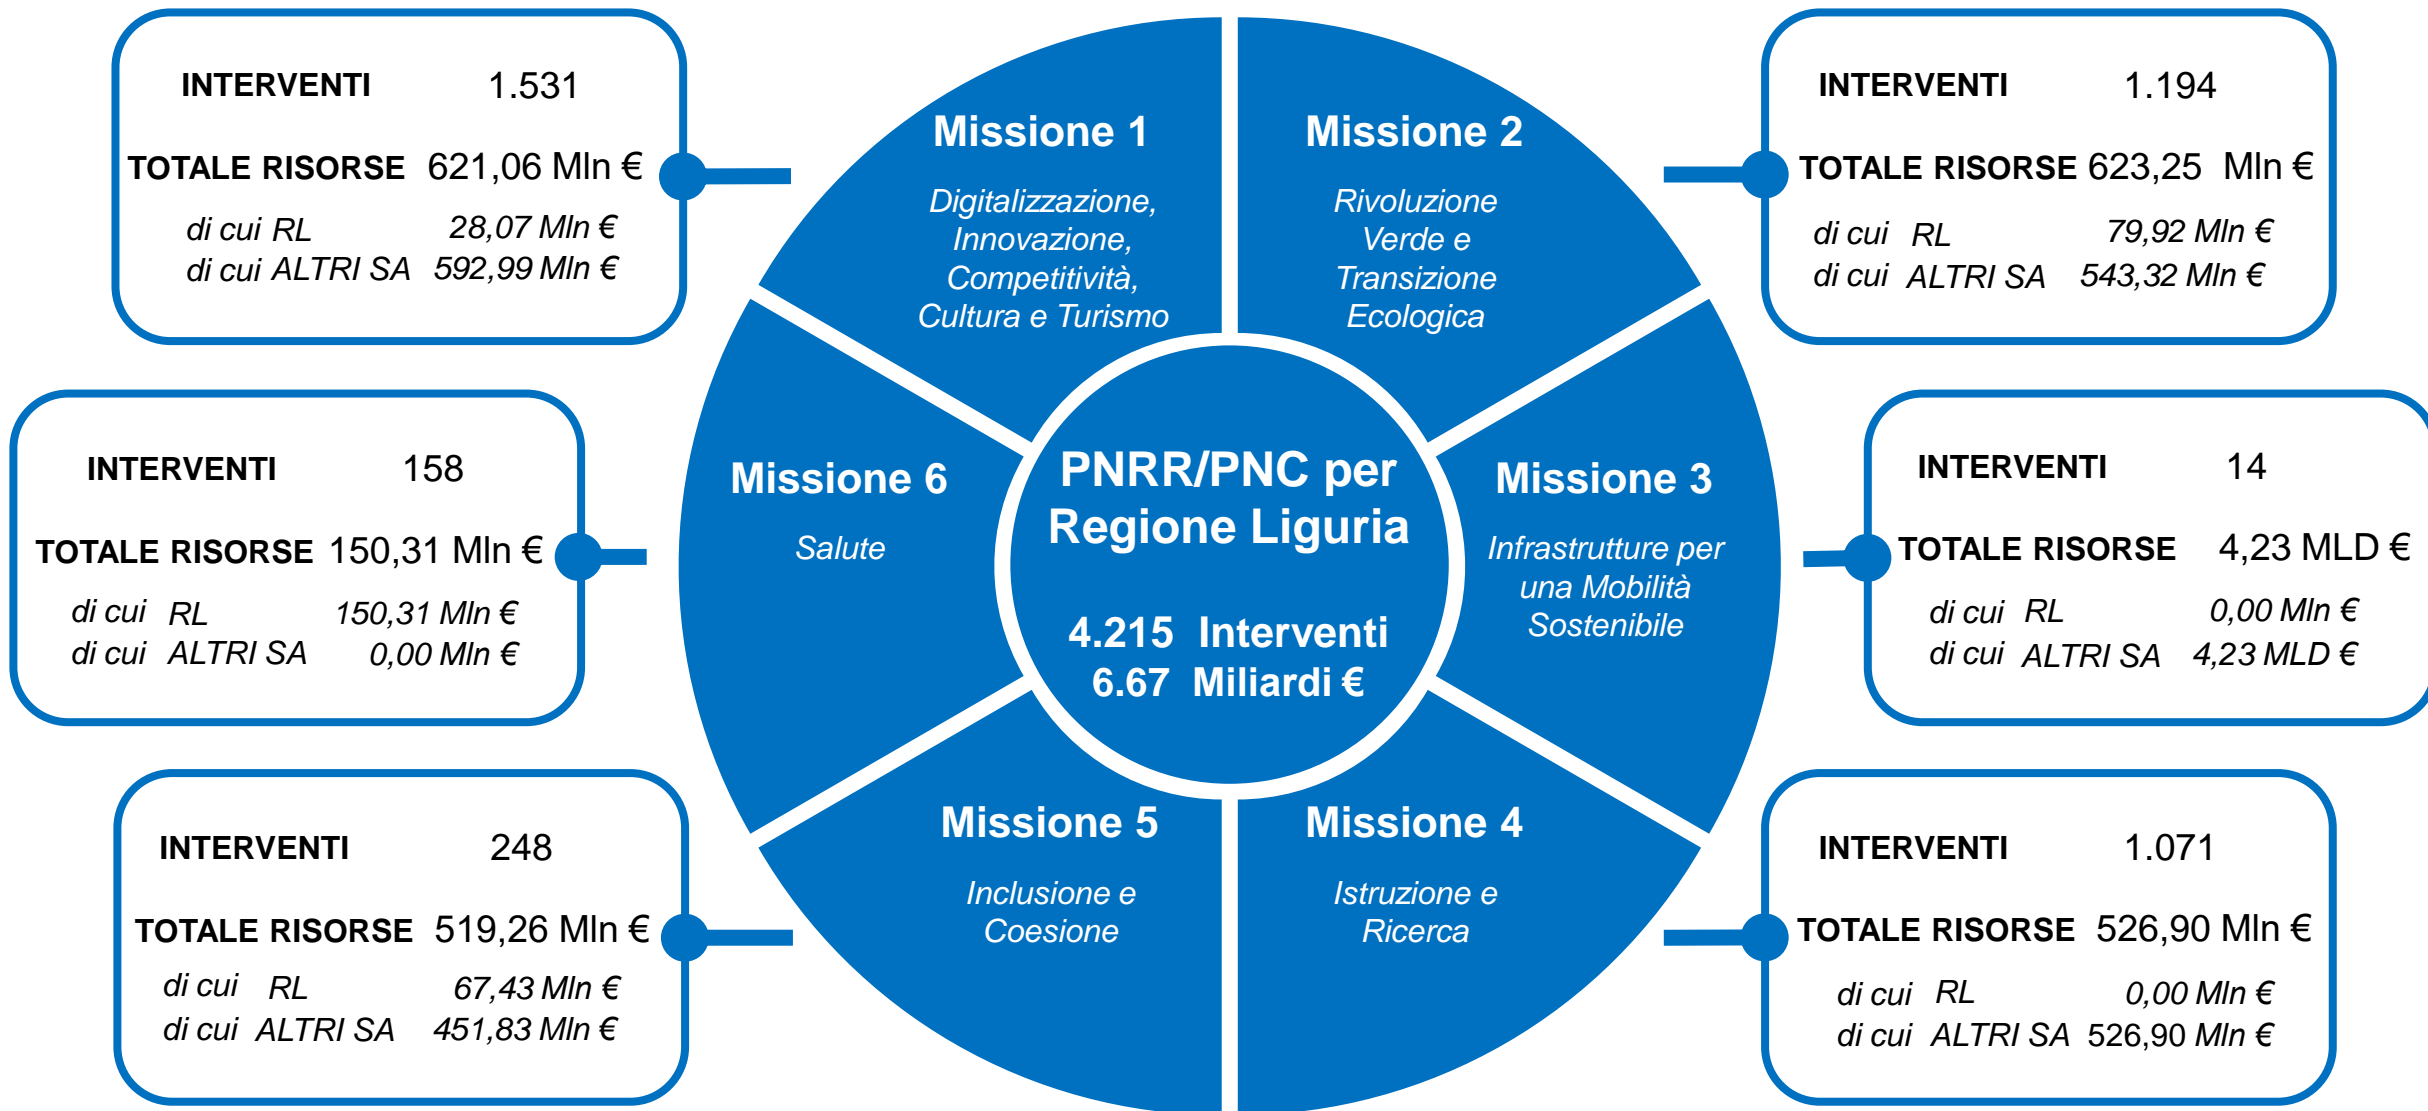 INTERVENTI 1.531
TOTALE RISORSE 621,06 Mln €
di cui RL 28,07 Mln €
di cui ALTRI SA 592,99 Mln €
Missione 1
Digitalizzazione,
Innovazione,
Competitività,
Cultura e Turismo
Missione 2
Rivoluzione
Verde e
Transizione
Ecologica
INTERVENTI 1.194
TOTALE RISORSE 623,25 Mln €
di cui RL 79,92 Mln €
di cui ALTRI SA 543,32 Mln €
INTERVENTI 158
TOTALE RISORSE 150,31 Mln €
di cui RL 150,31 Mln €
di cui ALTRI SA 0,00 Mln €
Missione 6
Salute
PNRR/PNC per
Regione Liguria
4.215 Interventi
6.67 Miliardi €
Missione 3
Infrastrutture per
una Mobilità
Sostenibile
INTERVENTI 14
TOTALE RISORSE 4,23 MLD €
di cui RL 0,00 Mln €
di cui ALTRI SA 4,23 MLD €
INTERVENTI 248
TOTALE RISORSE 519,26 Mln €
di cui RL 67,43 Mln €
di cui ALTRI SA 451,83 Mln €
Missione 5
Inclusione e
Coesione
Missione 4
Istruzione e
Ricerca
INTERVENTI 1.071
TOTALE RISORSE 526,90 Mln €
di cui RL 0,00 Mln €
di cui ALTRI SA 526,90 Mln €